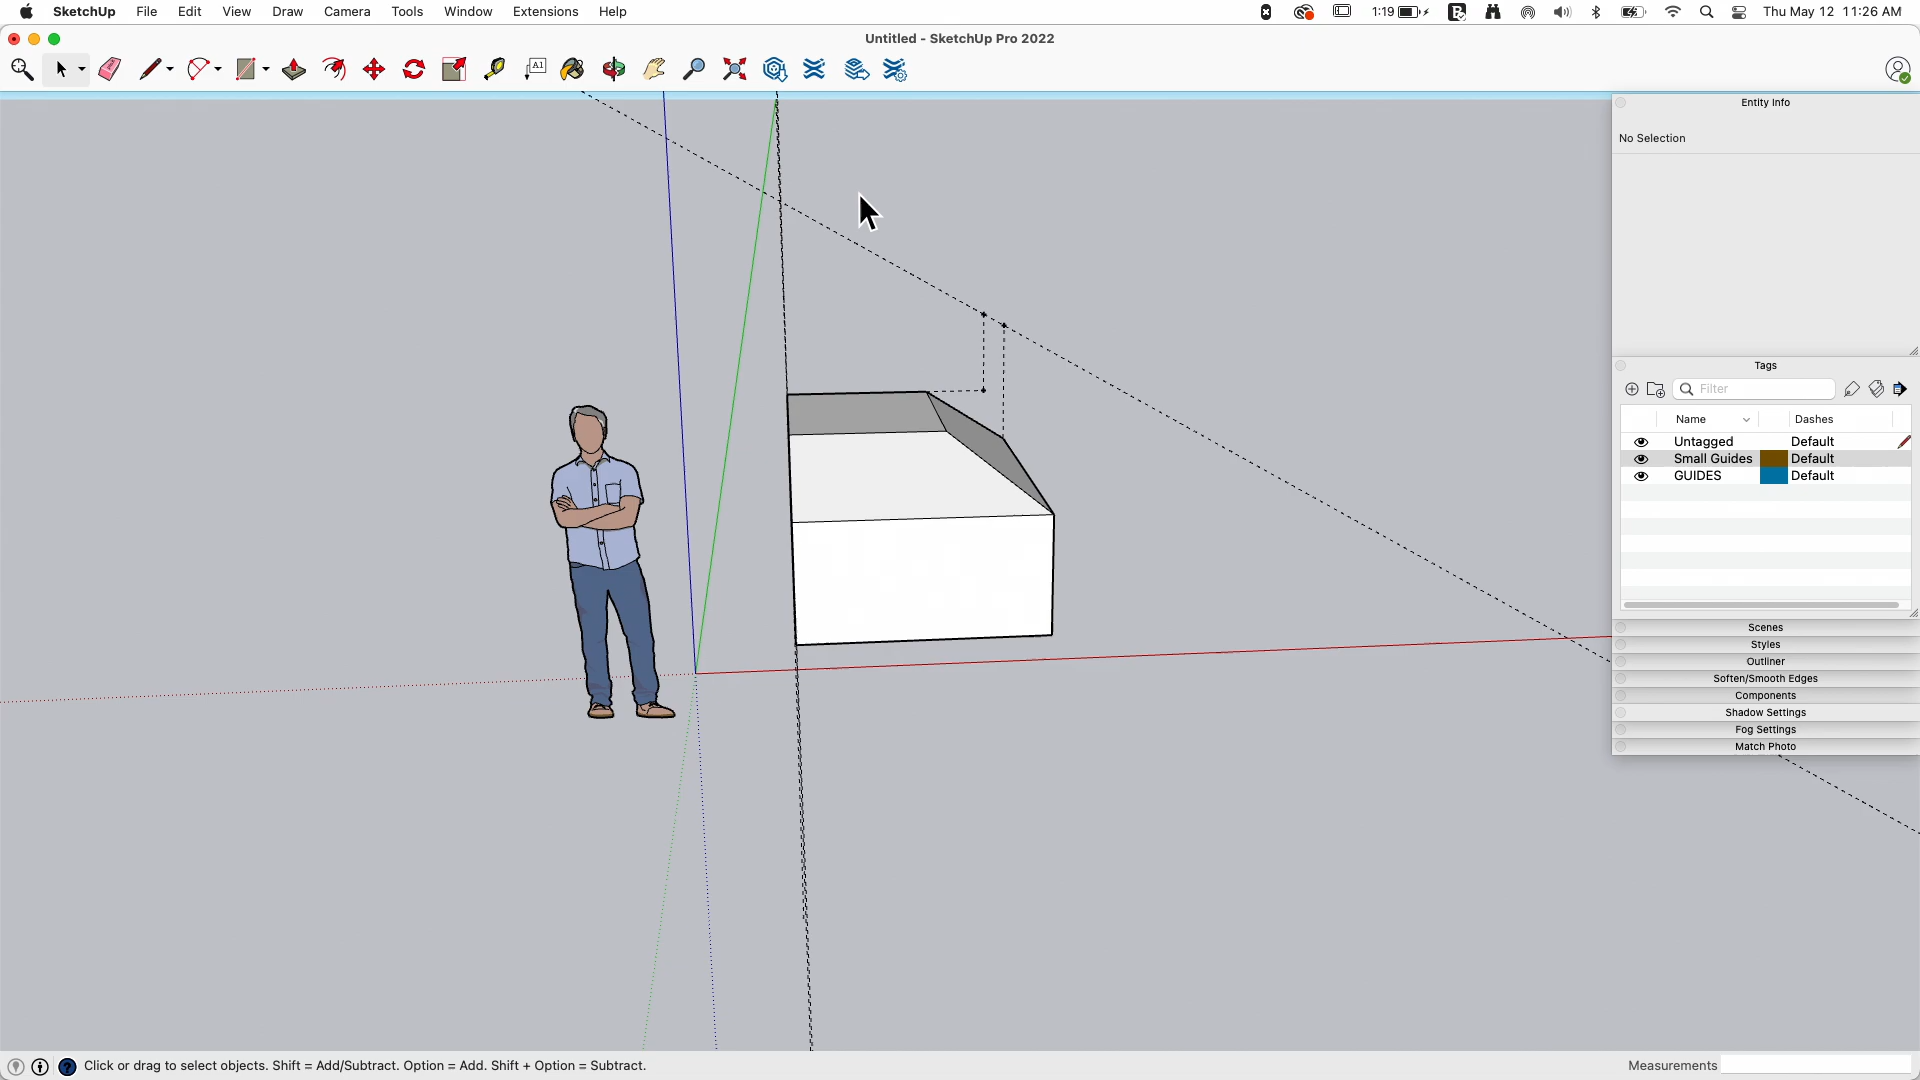 SketchUp File Edit View Draw Camera Tools Window Extensions Help 1:19 Thu May 12 11:26 AM
Untitled - SketchUp Pro 2022
A1
Entity Info
No Selection
Tags
Filter
Name Dashes
Untagged Default
Small Guides Default
GUIDES Default
Scenes
Styles
Outliner
Soften/Smooth Edges
Components
Shadow Settings
Fog Settings
Match Photo
Click or drag to select objects. Shift = Add/Subtract. Option = Add. Shift + Option = Subtract.
Measurements